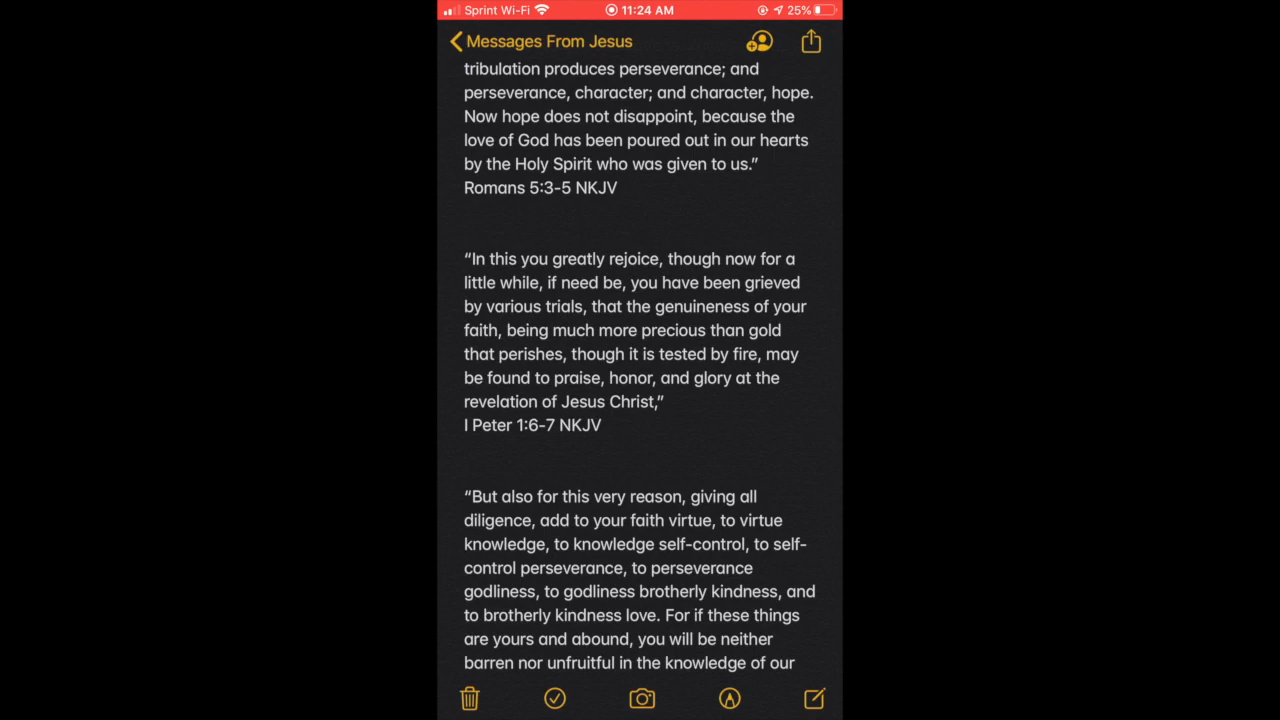 Sprint Wi-Fi 11:24 AM 25%
Messages From Jesus
tribulation produces perseverance; and
perseverance, character; and character, hope.
Now hope does not disappoint, because the
love of God has been poured out in our hearts
by the Holy Spirit who was given to us.”
Romans 5:3-5 NKJV
“In this you greatly rejoice, though now for a
little while, if need be, you have been grieved
by various trials, that the genuineness of your
faith, being much more precious than gold
that perishes, though it is tested by fire, may
be found to praise, honor, and glory at the
revelation of Jesus Christ,”
I Peter 1:6-7 NKJV
“But also for this very reason, giving all
diligence, add to your faith virtue, to virtue
knowledge, to knowledge self-control, to self-
control perseverance, to perseverance
godliness, to godliness brotherly kindness, and
to brotherly kindness love. For if these things
are yours and abound, you will be neither
barren nor unfruitful in the knowledge of our